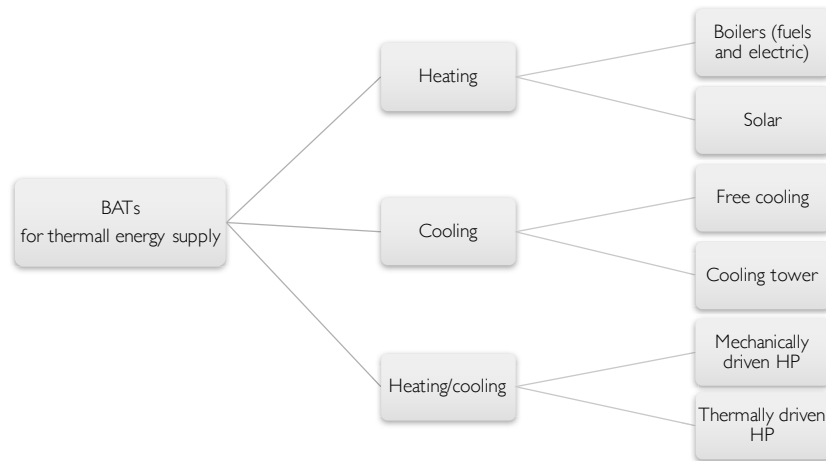 BATs
for thermall energy supply
Heating
Boilers (fuels
and electric)
Solar
Cooling
Free cooling
Cooling tower
Heating/cooling
Mechanically
driven HP
Thermally driven
HP